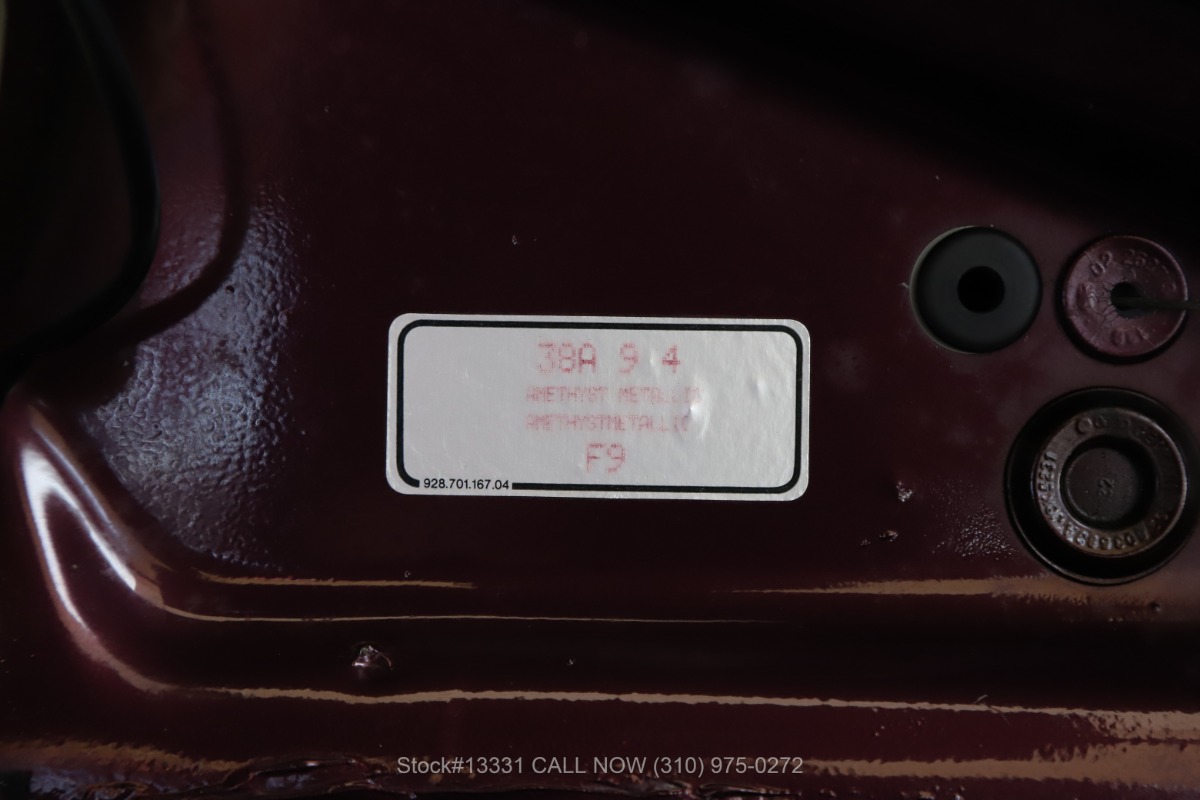 38A 9 4
AMETHYST METALLIC
AMETHYSTMETALLIC
F9
928.701.167.04
Stock#13331 CALL NOW (310) 975-0272